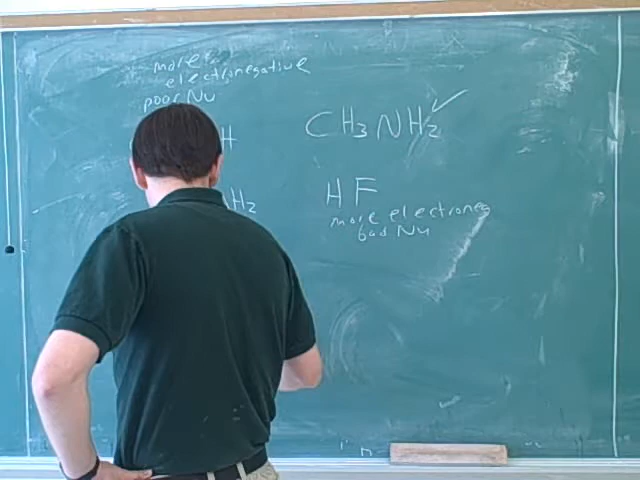 more
electronegative
poor Nu
H
H2
CH3NH2
HF
more electroneg
bad Nu